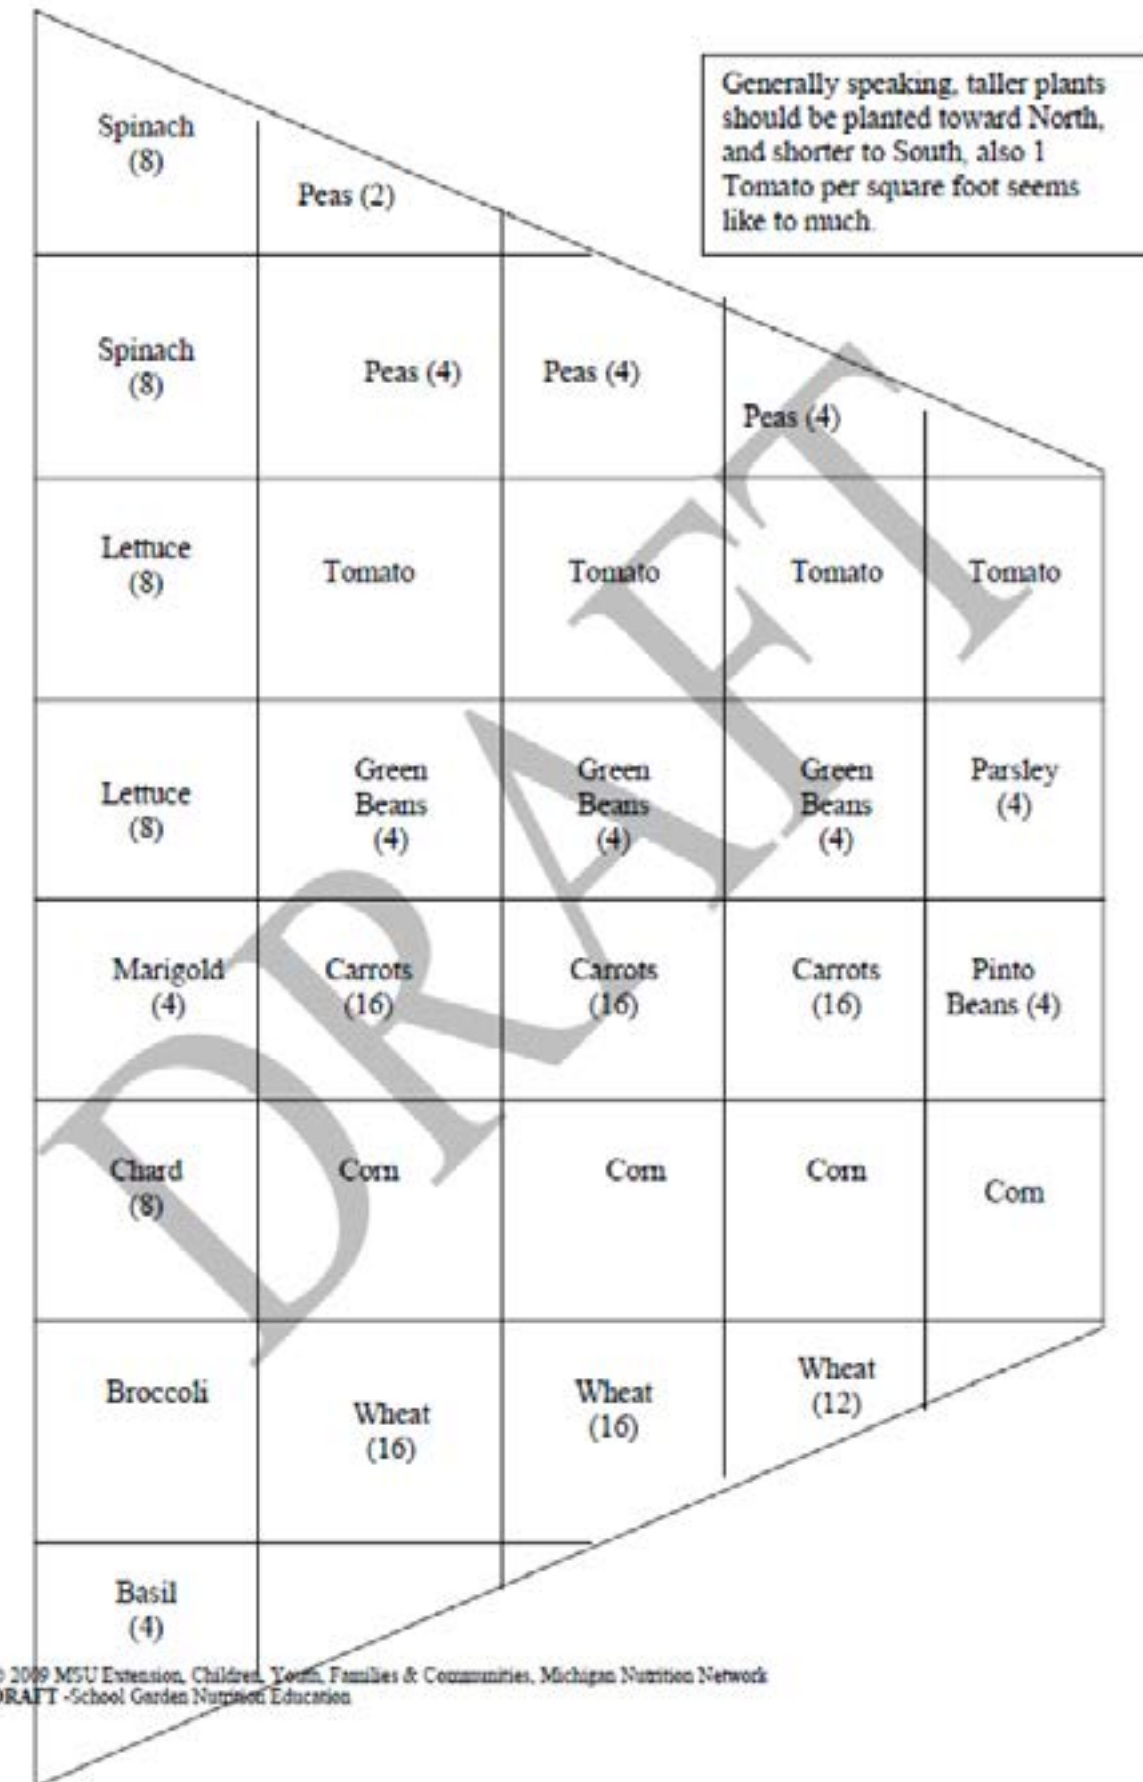 Generally speaking, taller plants
should be planted toward North,
and shorter to South, also 1
Tomato per square foot seems
like to much.
Spinach
(8)
Peas (2)
Spinach
(8)
Peas (4)
Peas (4)
Peas (4)
Lettuce
(8)
Tomato
Tomato
Tomato
Tomato
Lettuce
(8)
Green
Beans
(4)
Green
Beans
(4)
Green
Beans
(4)
Parsley
(4)
Marigold
(4)
Carrots
(16)
Carrots
(16)
Carrots
(16)
Pinto
Beans (4)
Chard
(8)
Corn
Corn
Corn
Corn
Broccoli
Wheat
(16)
Wheat
(16)
Wheat
(12)
Basil
(4)
© 2009 MSU Extension, Children, Youth, Families & Communities, Michigan Nutrition Network
DRAFT -School Garden Nutrition Education
DRAFT